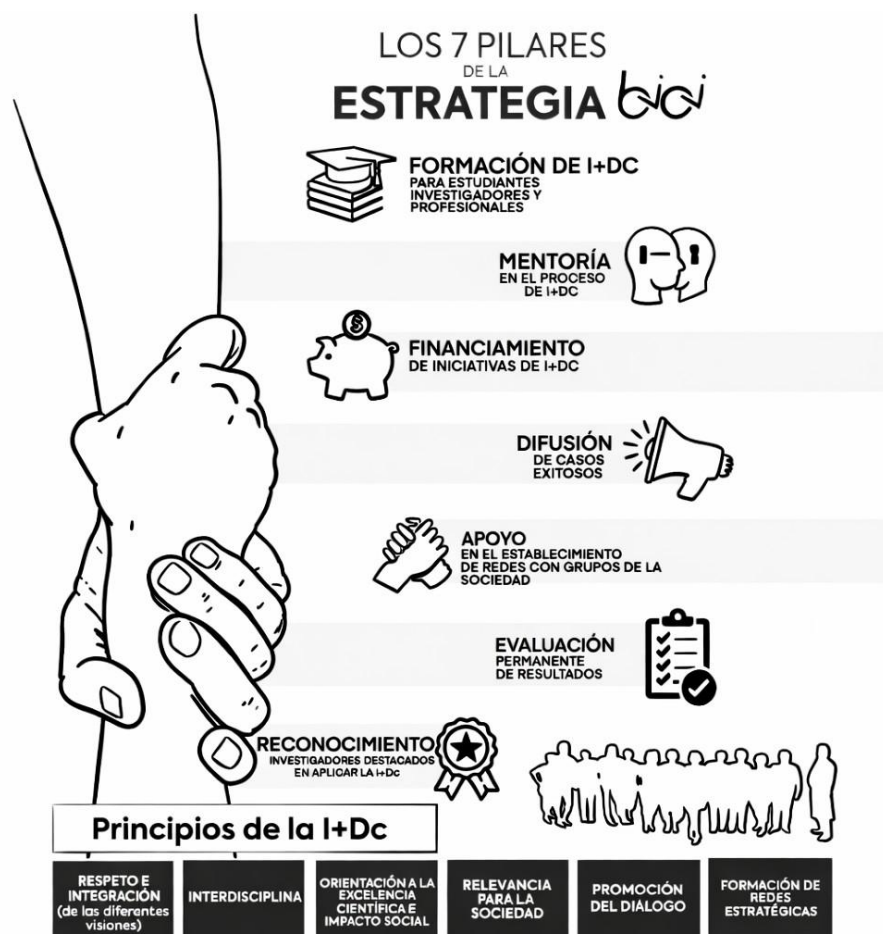 LOS 7 PILARES
DE LA
ESTRATEGIA bici
FORMACIÓN DE I+DC
PARA ESTUDIANTES
INVESTIGADORES Y
PROFESIONALES
MENTORÍA
EN EL PROCESO
DE I+DC
FINANCIAMIENTO
DE INICIATIVAS DE I+DC
DIFUSIÓN
DE CASOS
EXITOSOS
APOYO
EN EL ESTABLECIMIENTO
DE REDES CON GRUPOS DE LA
SOCIEDAD
EVALUACIÓN
PERMANENTE
DE RESULTADOS
RECONOCIMIENTO
INVESTIGADORES DESTACADOS
EN APLICAR LA I+Dc
Principios de la I+Dc
RESPETO E
INTEGRACIÓN
(de las diferentes
visiones)
INTERDISCIPLINA
ORIENTACIÓN A LA
EXCELENCIA
CIENTÍFICA E
IMPACTO SOCIAL
RELEVANCIA
PARA LA
SOCIEDAD
PROMOCIÓN
DEL DIÁLOGO
FORMACIÓN DE
REDES
ESTRATÉGICAS